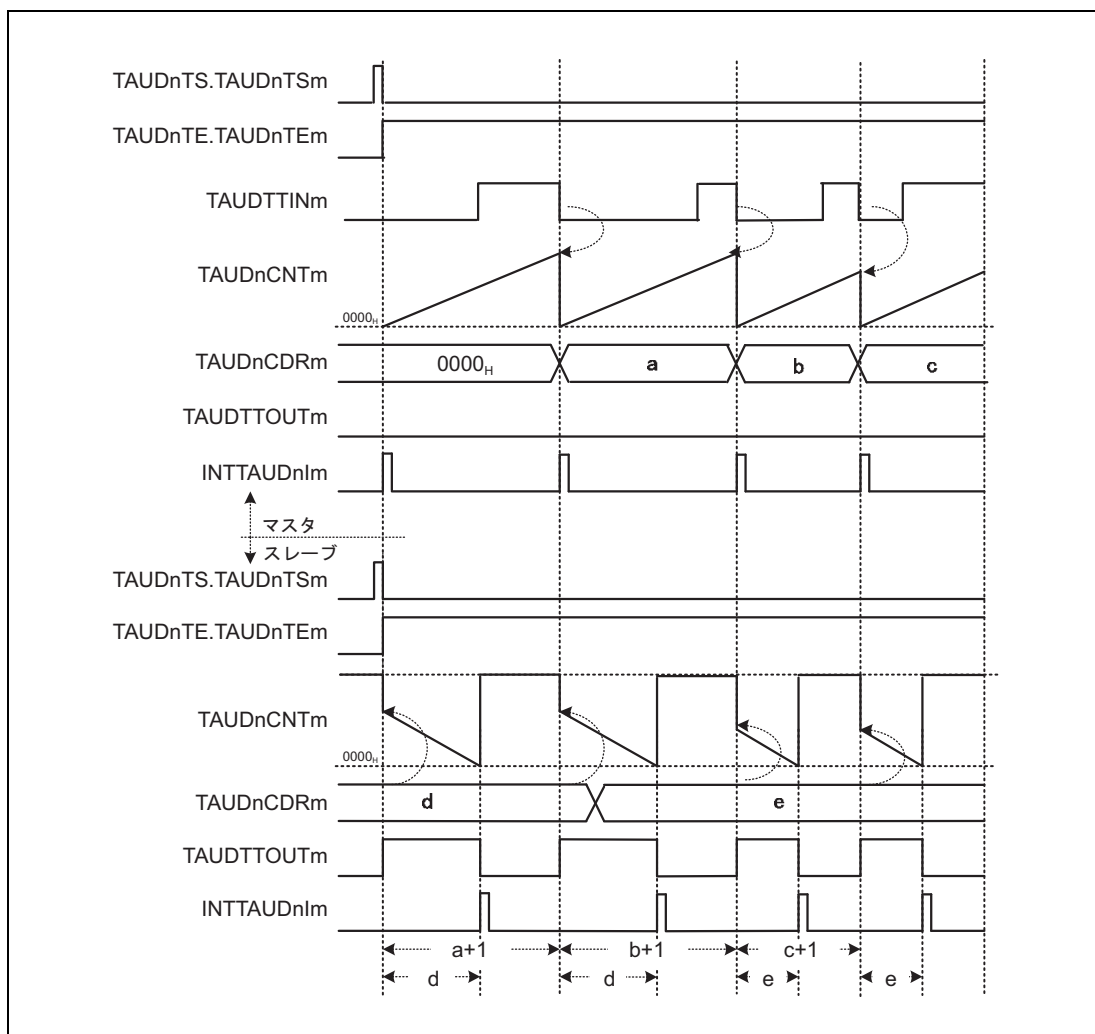 TAUDnTS.TAUDnTSm
TAUDnTE.TAUDnTEm
TAUDTTINm
TAUDnCNTm
0000H
TAUDnCDRm
0000H a b c
TAUDTTOUTm
INTTAUDnIm
マスタ
スレーブ
TAUDnTS.TAUDnTSm
TAUDnTE.TAUDnTEm
TAUDnCNTm
0000H
TAUDnCDRm
d e
TAUDTTOUTm
INTTAUDnIm
a+1 b+1 c+1
d d e e